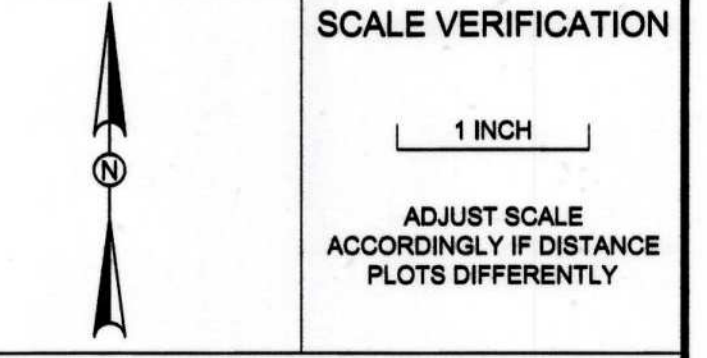 SCALE VERIFICATION
1 INCH
N
ADJUST SCALE
ACCORDINGLY IF DISTANCE
PLOTS DIFFERENTLY